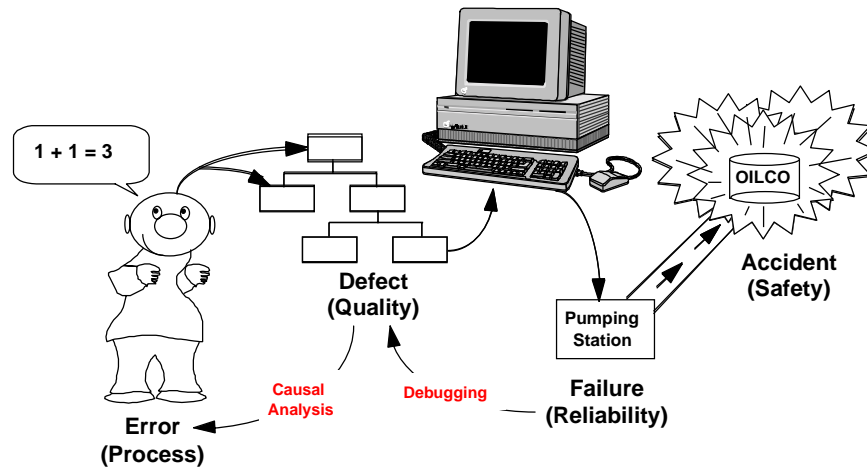 1 + 1 = 3
OILCO
Defect
(Quality)
Accident
(Safety)
Pumping
Station
Causal
Analysis
Debugging
Failure
(Reliability)
Error
(Process)